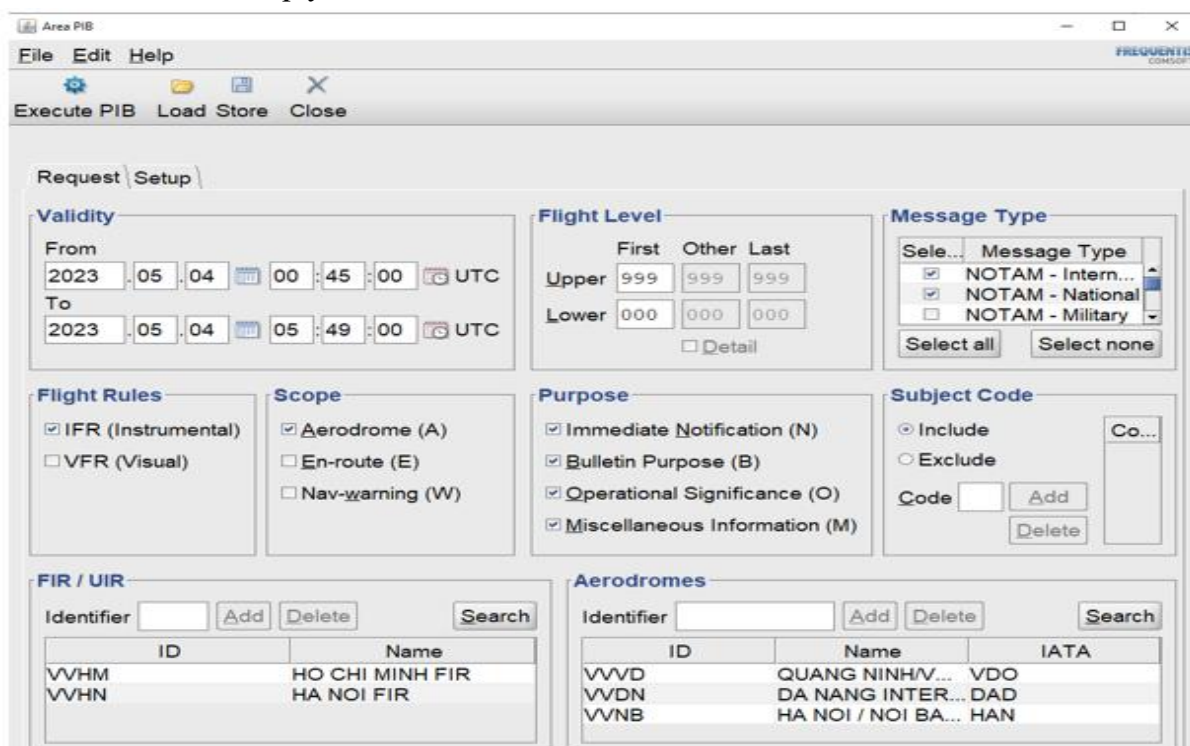 Area PIB
File Edit Help
FREQUENTIS
COMSOFT
Execute PIB Load Store Close
Request Setup
Validity
From
2023 .05 .04 00 :45 :00 UTC
To
2023 .05 .04 05 :49 :00 UTC
Flight Level
First Other Last
Upper 999 999 999
Lower 000 000 000
Detail
Message Type
Sele... Message Type
NOTAM - Intern...
NOTAM - National
NOTAM - Military
Select all Select none
Flight Rules
IFR (Instrumental)
VFR (Visual)
Scope
Aerodrome (A)
En-route (E)
Nav-warning (W)
Purpose
Immediate Notification (N)
Bulletin Purpose (B)
Operational Significance (O)
Miscellaneous Information (M)
Subject Code
Include
Exclude
Code Add
Delete
Co...
FIR / UIR
Identifier Add Delete Search
ID Name
VVHM HO CHI MINH FIR
VVHN HA NOI FIR
Aerodromes
Identifier Add Delete Search
ID Name IATA
VVVD QUANG NINH/V... VDO
VVDN DA NANG INTER... DAD
VVNB HA NOI / NOI BA... HAN